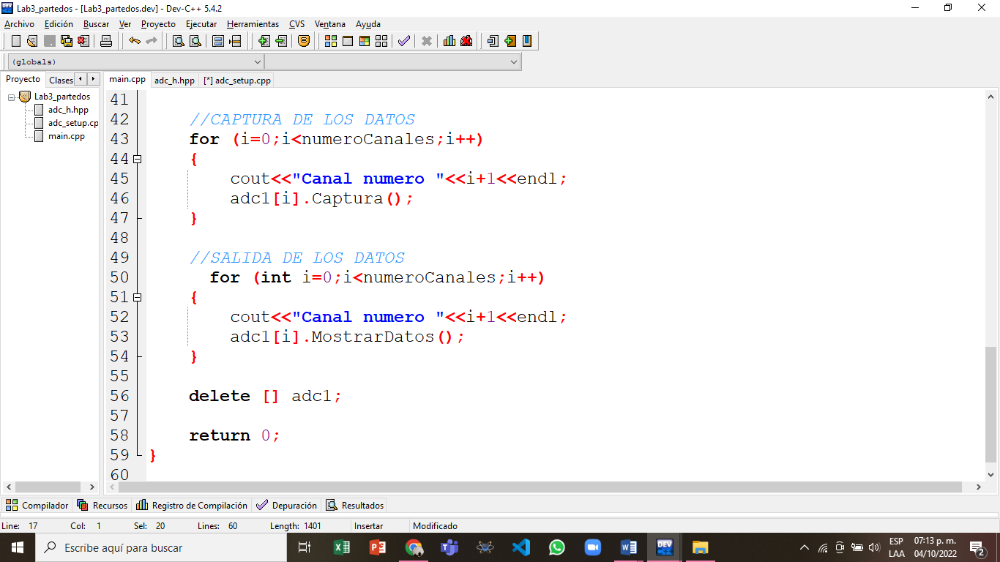 Lab3_partedos - [Lab3_partedos.dev] - Dev-C++ 5.4.2
Archivo Edición Buscar Ver Proyecto Ejecutar Herramientas CVS Ventana Ayuda
(globals)
Proyecto Clases main.cpp adc_h.hpp [*] adc_setup.cpp
Lab3_partedos
adc_h.hpp
adc_setup.cp
main.cpp
41
42 //CAPTURA DE LOS DATOS
43 for (i=0;i<numeroCanales;i++)
44 {
45 cout<<"Canal numero "<<i+1<<endl;
46 adc1[i].Captura();
47 }
48
49 //SALIDA DE LOS DATOS
50 for (int i=0;i<numeroCanales;i++)
51 {
52 cout<<"Canal numero "<<i+1<<endl;
53 adc1[i].MostrarDatos();
54 }
55
56 delete [] adc1;
57
58 return 0;
59 }
60
Compilador Recursos Registro de Compilación Depuración Resultados
Line: 17 Col: 1 Sel: 20 Lines: 60 Length: 1401 Insertar Modificado
Escribe aquí para buscar
ESP 07:13 p. m.
LAA 04/10/2022
2